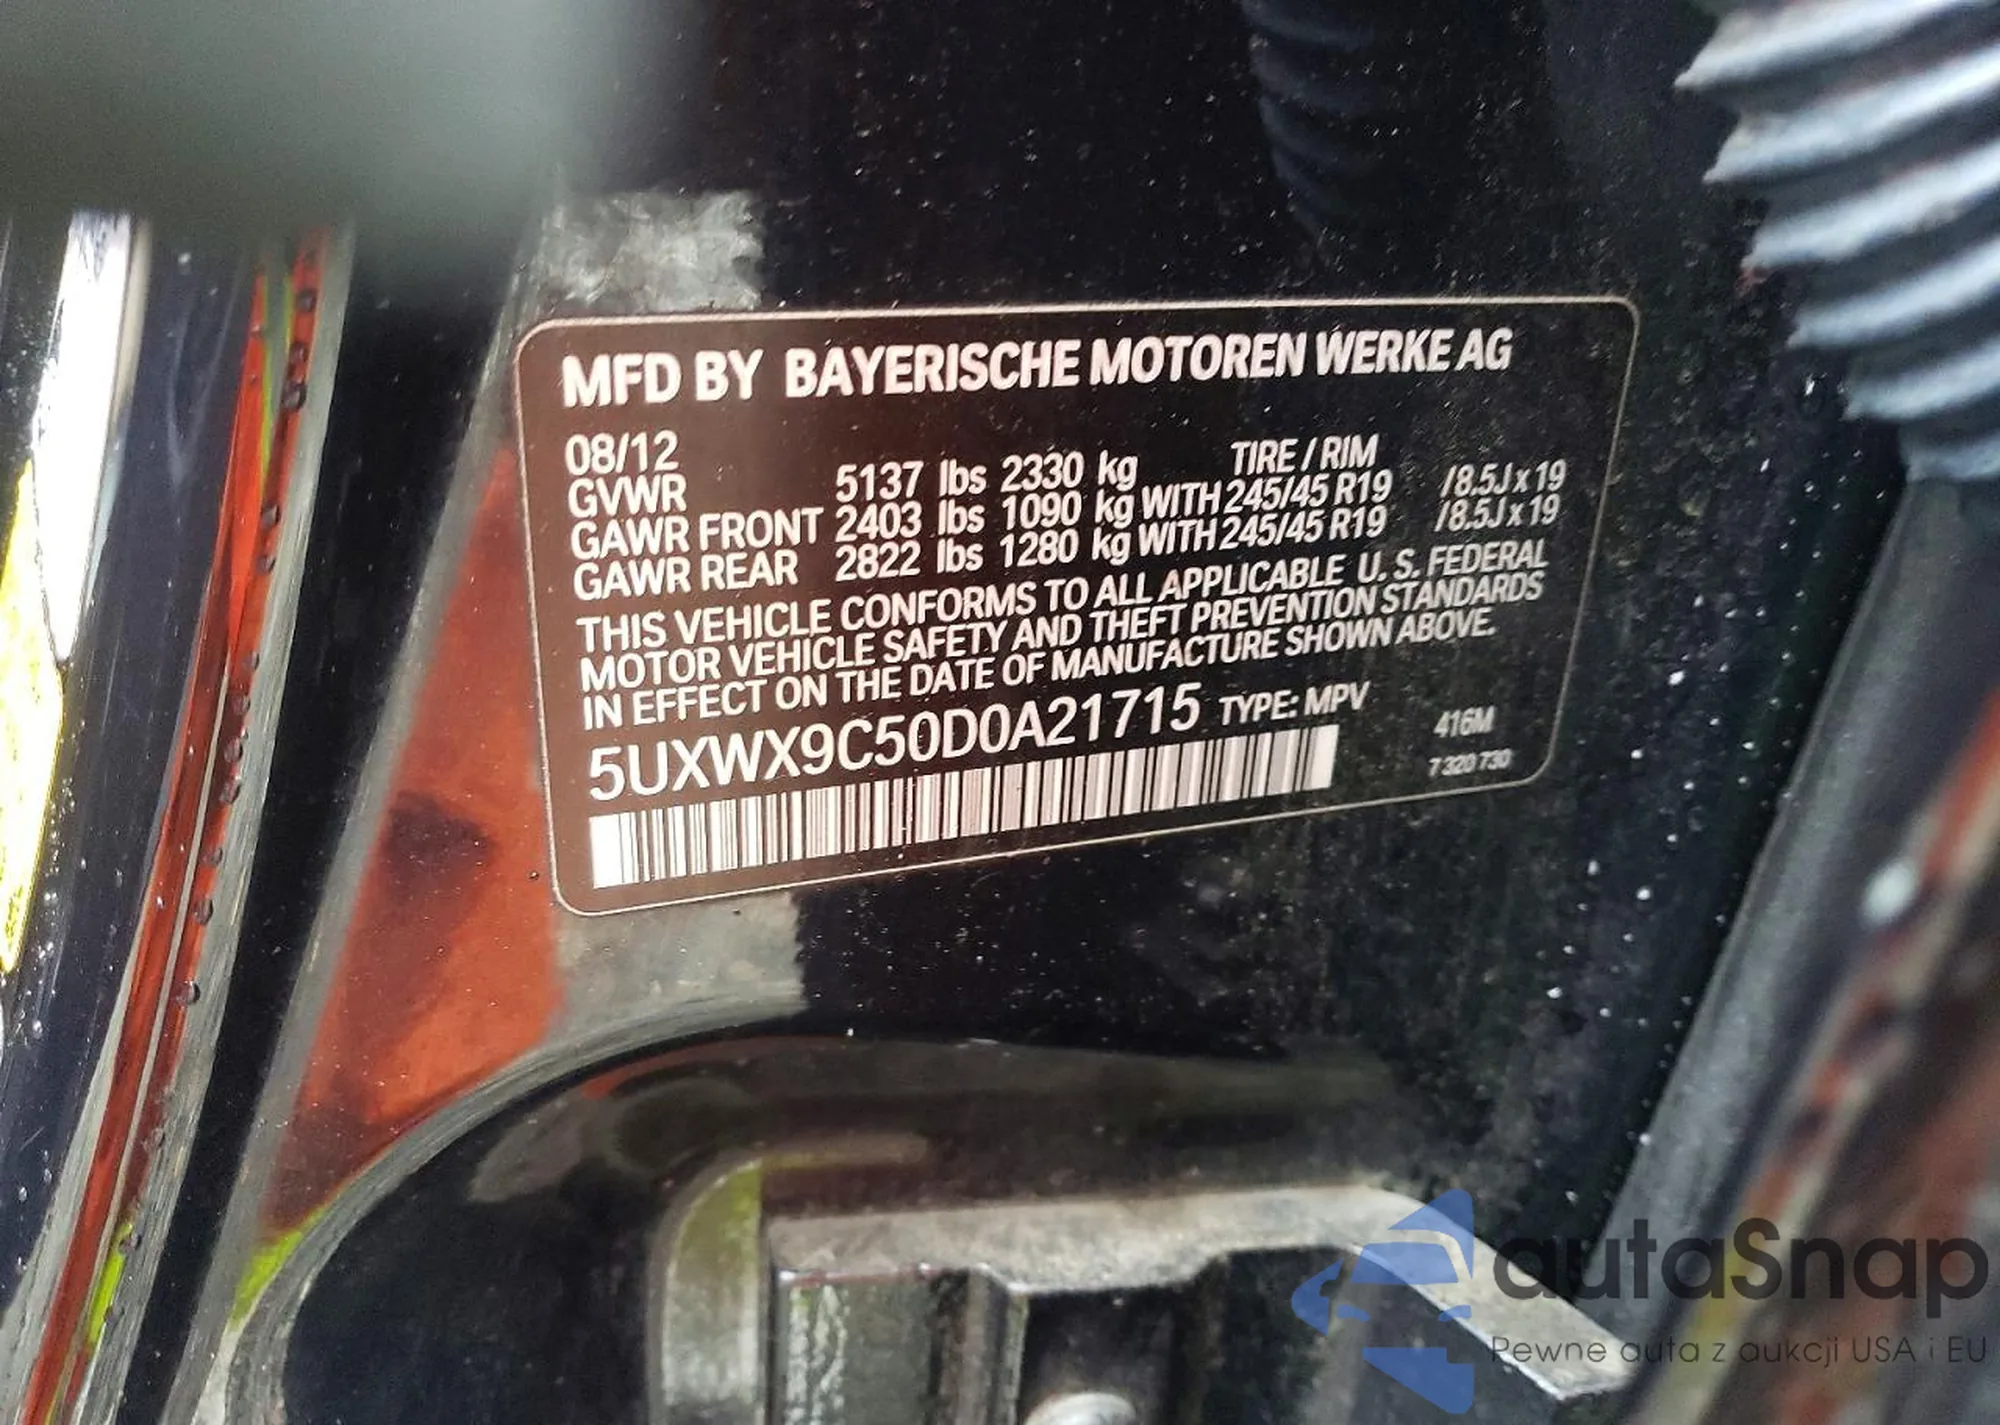 MFD BY BAYERISCHE MOTOREN WERKE AG
08/12 TIRE / RIM
GVWR 5137 lbs 2330 kg
GAWR FRONT 2403 lbs 1090 kg WITH 245/45 R19 /8.5J x 19
GAWR REAR 2822 lbs 1280 kg WITH 245/45 R19 /8.5J x 19
THIS VEHICLE CONFORMS TO ALL APPLICABLE U. S. FEDERAL
MOTOR VEHICLE SAFETY AND THEFT PREVENTION STANDARDS
IN EFFECT ON THE DATE OF MANUFACTURE SHOWN ABOVE.
5UXWX9C50D0A21715 TYPE: MPV
416M
7 320 730
autaSnap
Pewne auta z aukcji USA i EU